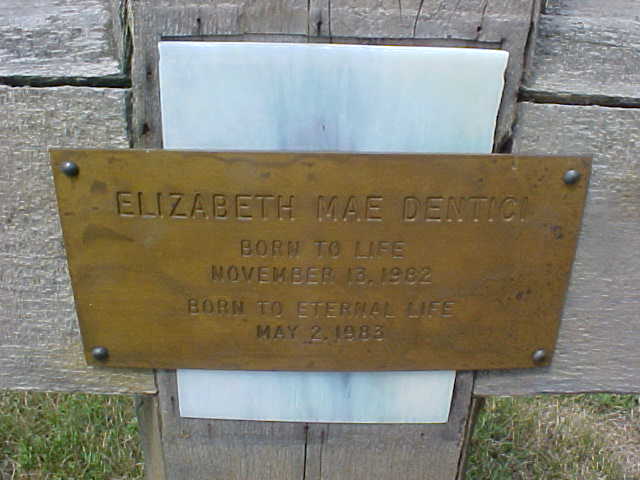 ELIZABETH MAE DENTICI
BORN TO LIFE
NOVEMBER 13, 1982
BORN TO ETERNAL LIFE
MAY 2, 1983